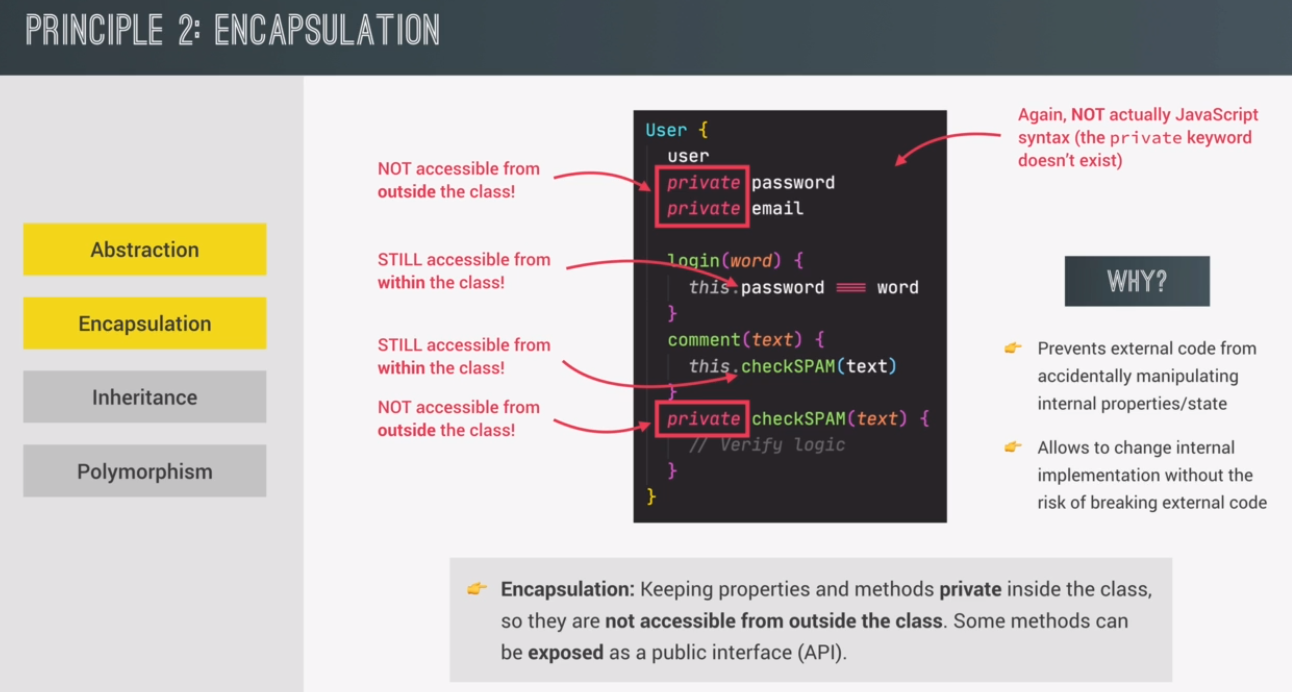 PRINCIPLE 2: ENCAPSULATION
Abstraction
Encapsulation
Inheritance
Polymorphism
NOT accessible from
outside the class!
STILL accessible from
within the class!
STILL accessible from
within the class!
NOT accessible from
outside the class!
User {
user
private password
private email
login(word) {
this.password === word
}
comment(text) {
this.checkSPAM(text)
}
private checkSPAM(text) {
// Verify logic
}
}
Again, NOT actually JavaScript
syntax (the private keyword
doesn't exist)
WHY?
👉 Prevents external code from
accidentally manipulating
internal properties/state
👉 Allows to change internal
implementation without the
risk of breaking external code
👉 Encapsulation: Keeping properties and methods private inside the class,
so they are not accessible from outside the class. Some methods can
be exposed as a public interface (API).